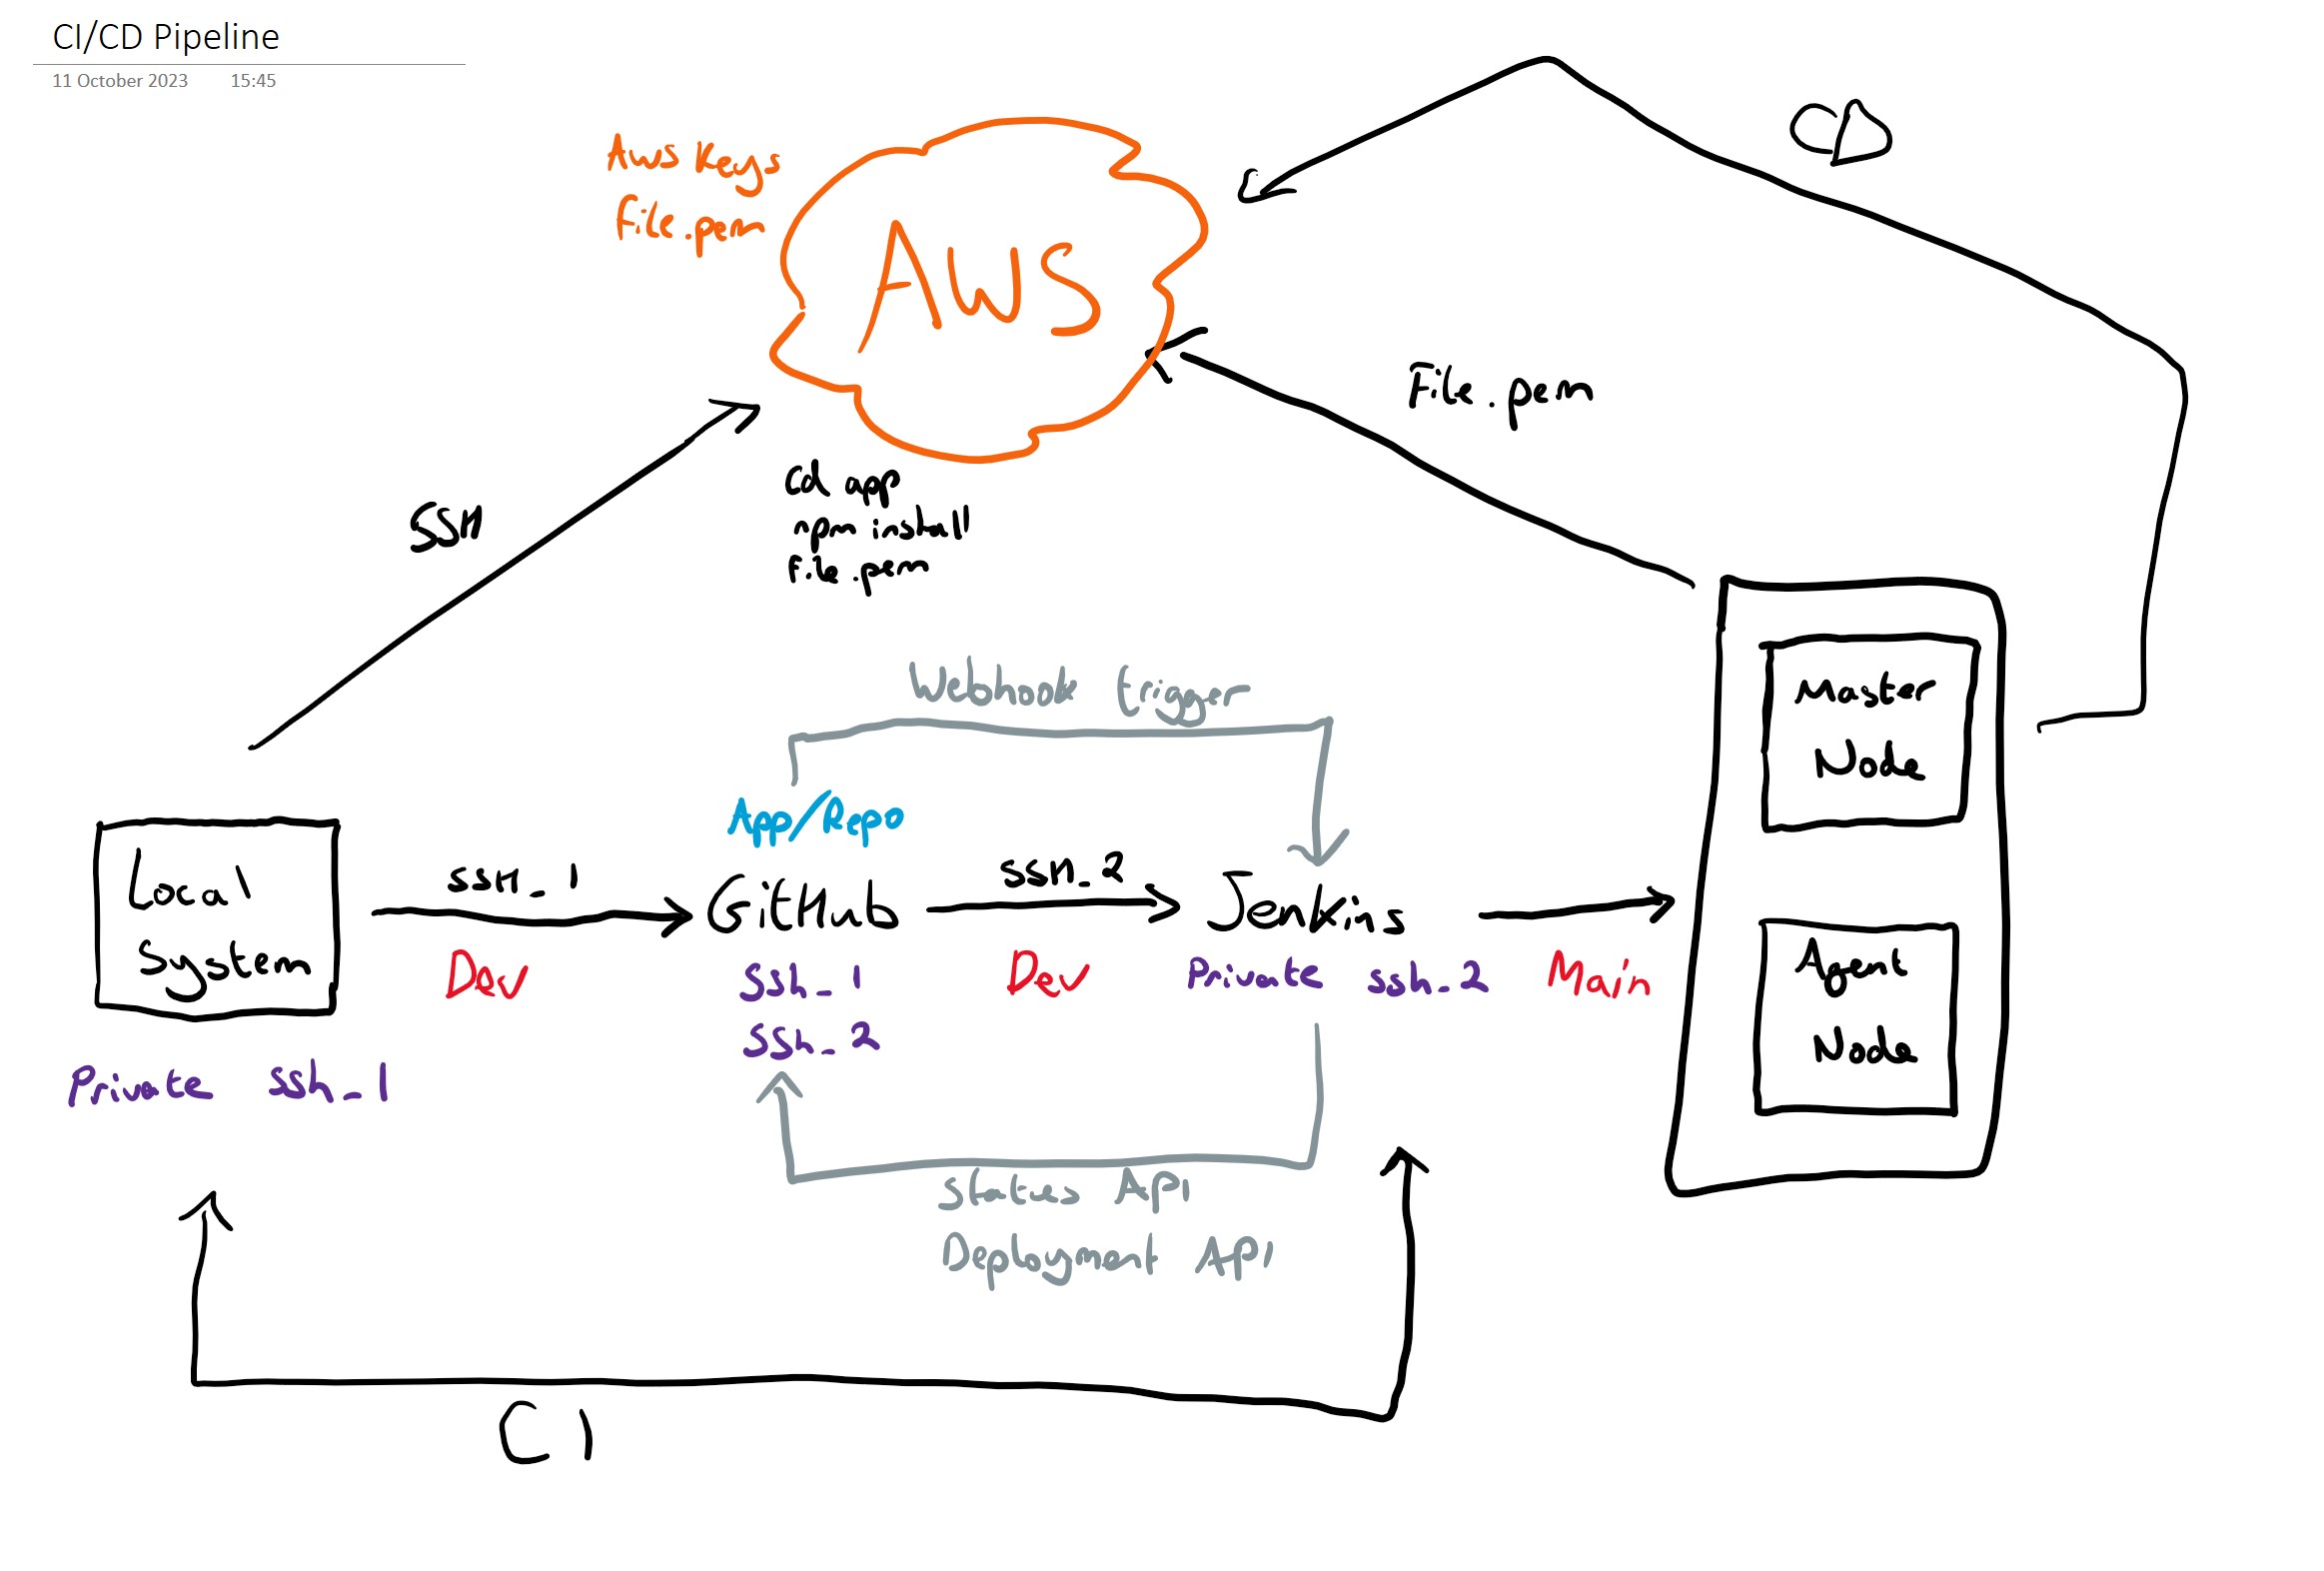 CI/CD Pipeline
11 October 2023 15:45
CD
Aws Keys
File.pem
AWS
File.pem
SSH
Cd app
npm install
File.pem
Webhook trigger
Master
Node
App/Repo
Local
System
SSH_1
GitHub
SSH_2
Jenkins
Dev
Dev
Main
Agent
Node
Ssh_1
Ssh_2
Private ssh_2
Private ssh_1
States API
Deployment API
CI